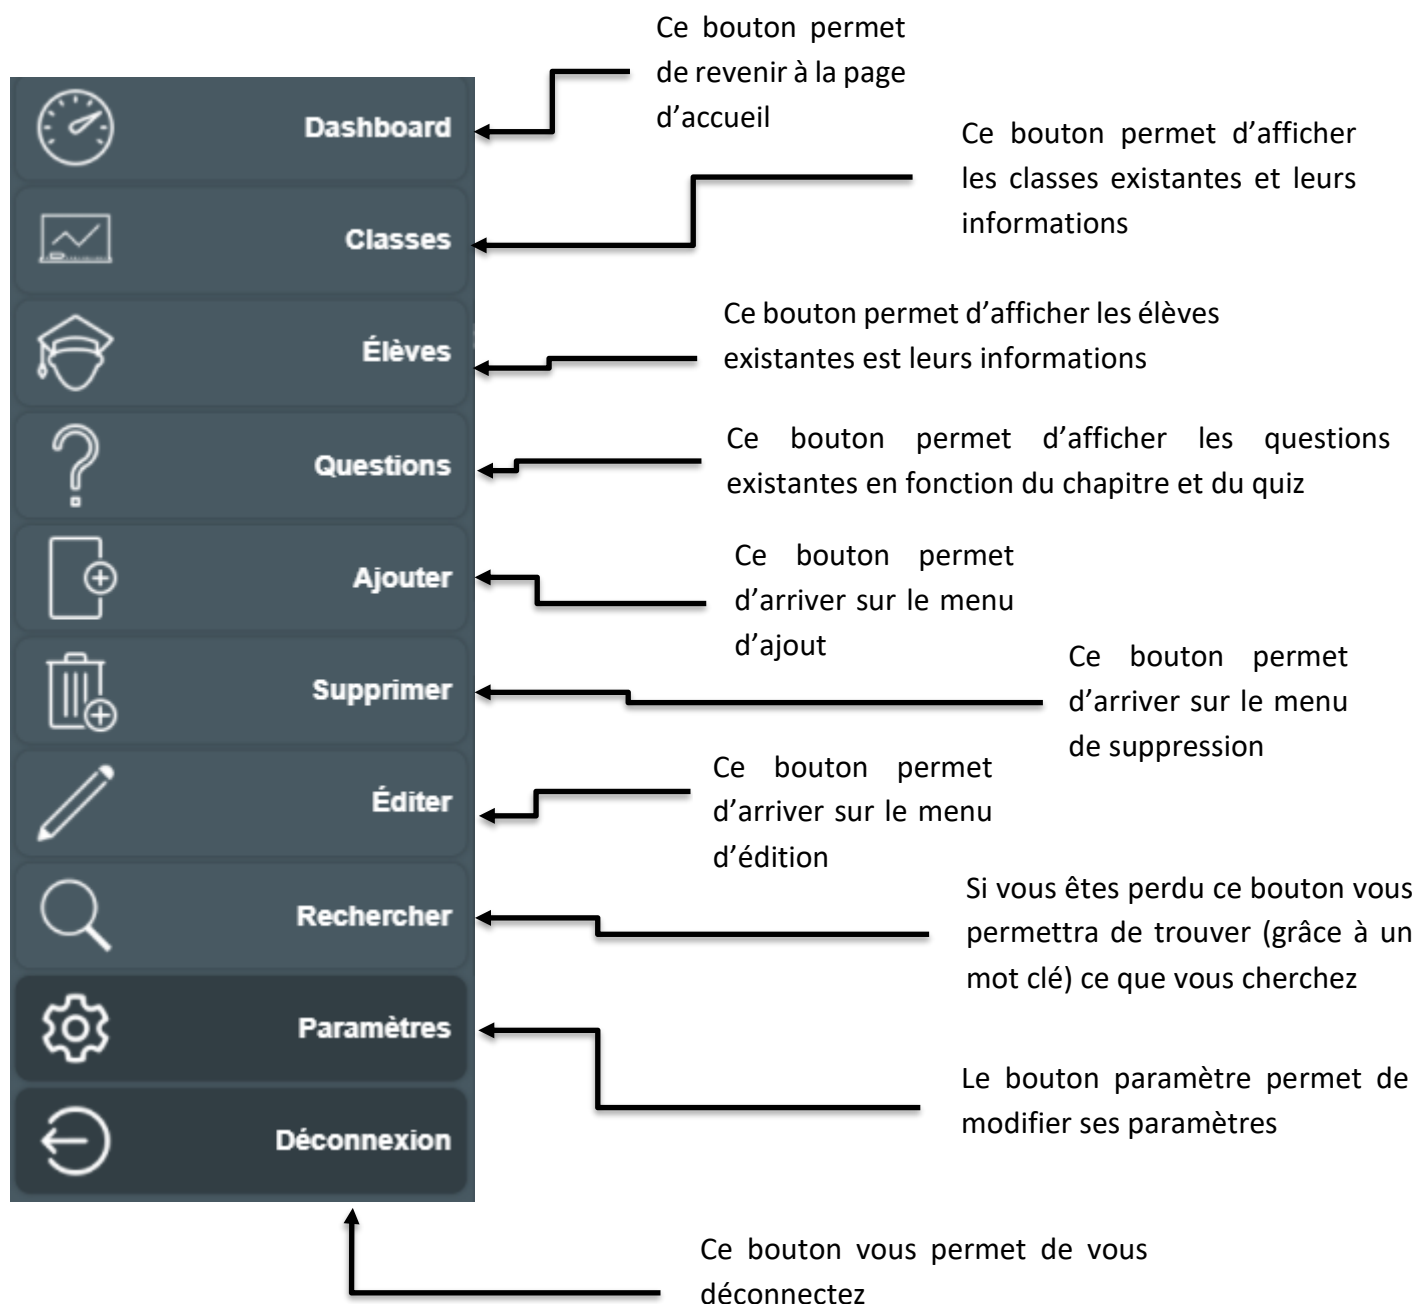 Ce bouton permet
de revenir à la page
d’accueil
Dashboard
Ce bouton permet d’afficher
les classes existantes et leurs
informations
Classes
Ce bouton permet d’afficher les élèves
existantes est leurs informations
Élèves
Ce bouton permet d’afficher les questions
existantes en fonction du chapitre et du quiz
Questions
Ce bouton permet
d’arriver sur le menu
d’ajout
Ajouter
Ce bouton permet
d’arriver sur le menu
de suppression
Supprimer
Ce bouton permet
d’arriver sur le menu
d’édition
Éditer
Si vous êtes perdu ce bouton vous
permettra de trouver (grâce à un
mot clé) ce que vous cherchez
Rechercher
Paramètres
Le bouton paramètre permet de
modifier ses paramètres
Déconnexion
Ce bouton vous permet de vous
déconnectez